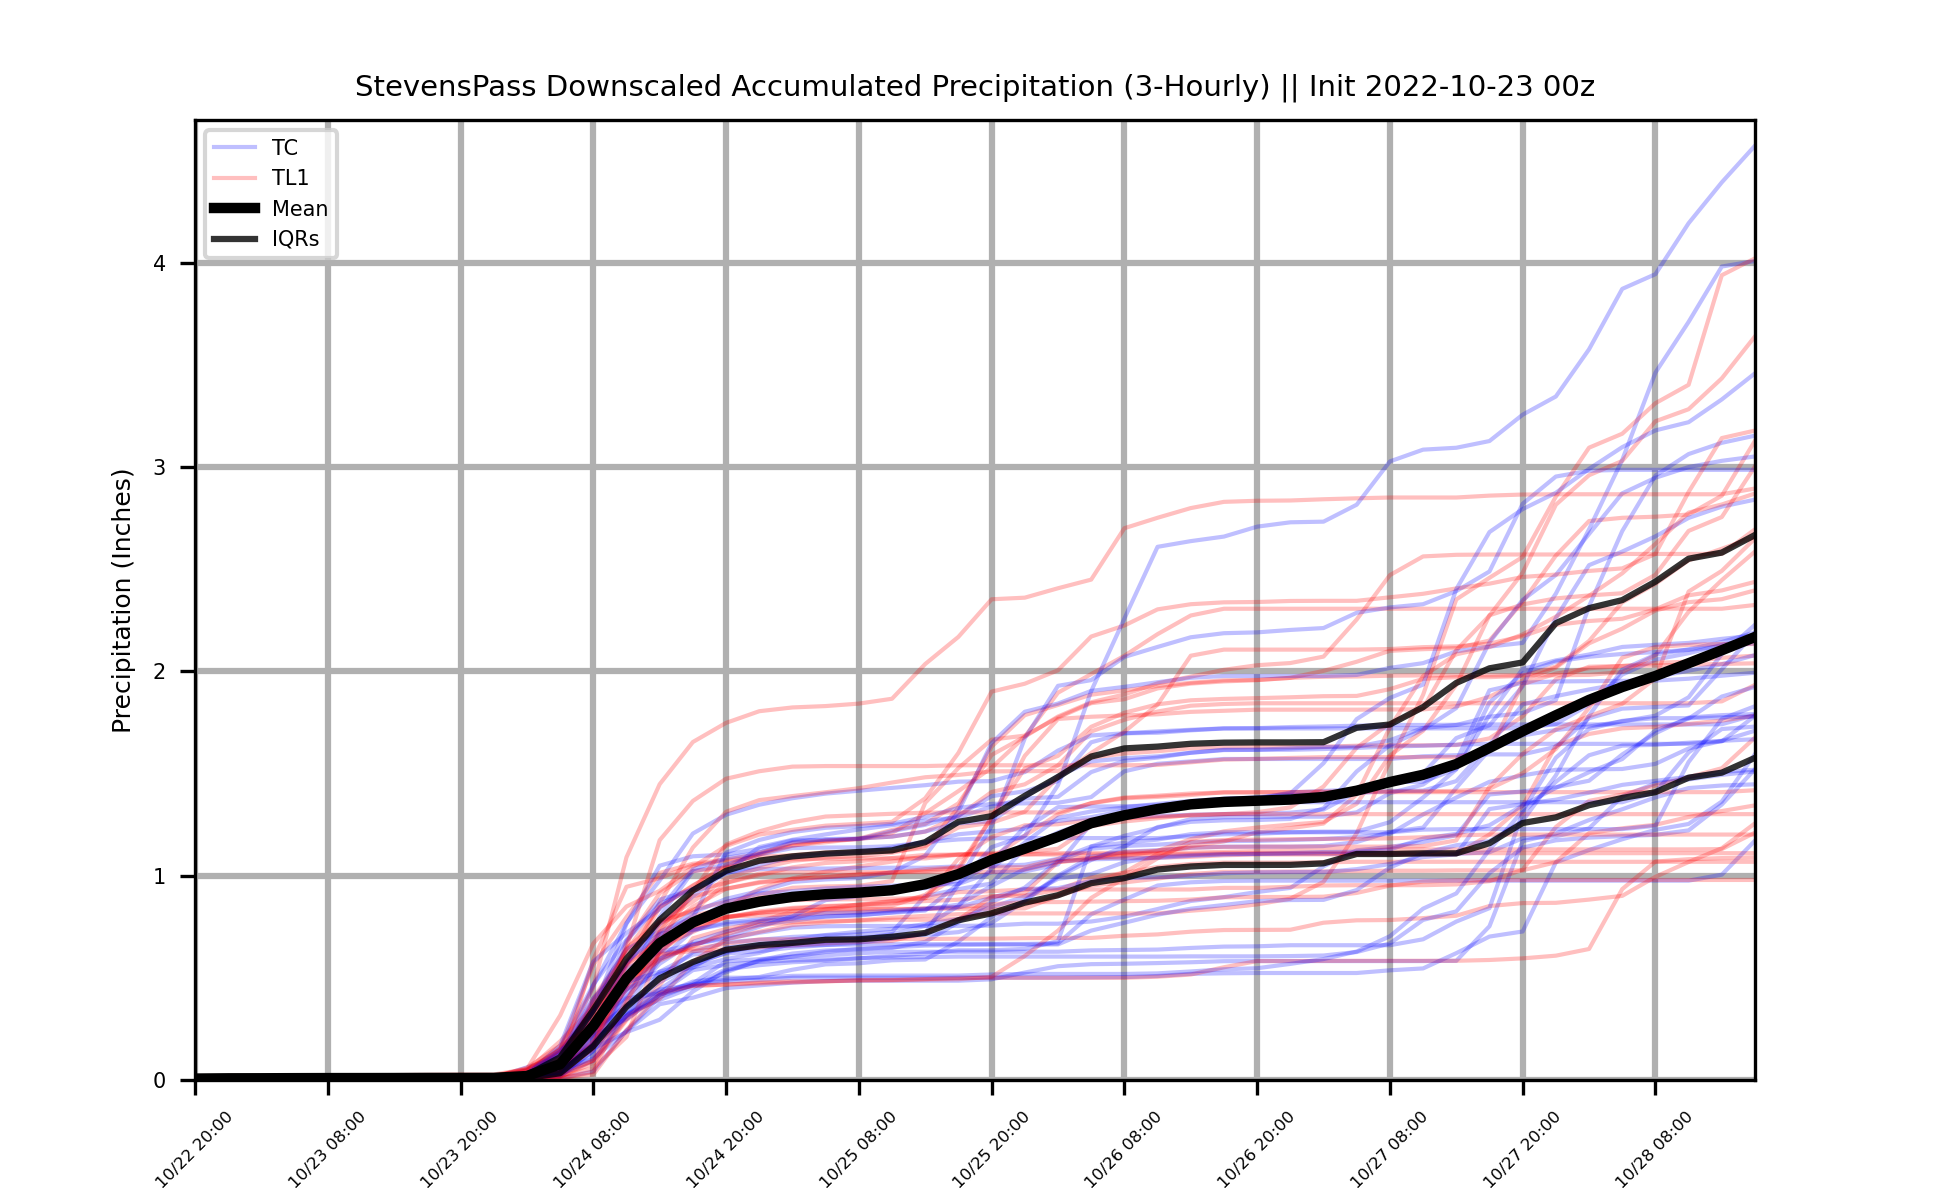 StevensPass Downscaled Accumulated Precipitation (3-Hourly) || Init 2022-10-23 00z
TC
TL1
Mean
IQRs
Precipitation (Inches)
4
3
2
1
0
10/22 20:00
10/23 08:00
10/23 20:00
10/24 08:00
10/24 20:00
10/25 08:00
10/25 20:00
10/26 08:00
10/26 20:00
10/27 08:00
10/27 20:00
10/28 08:00